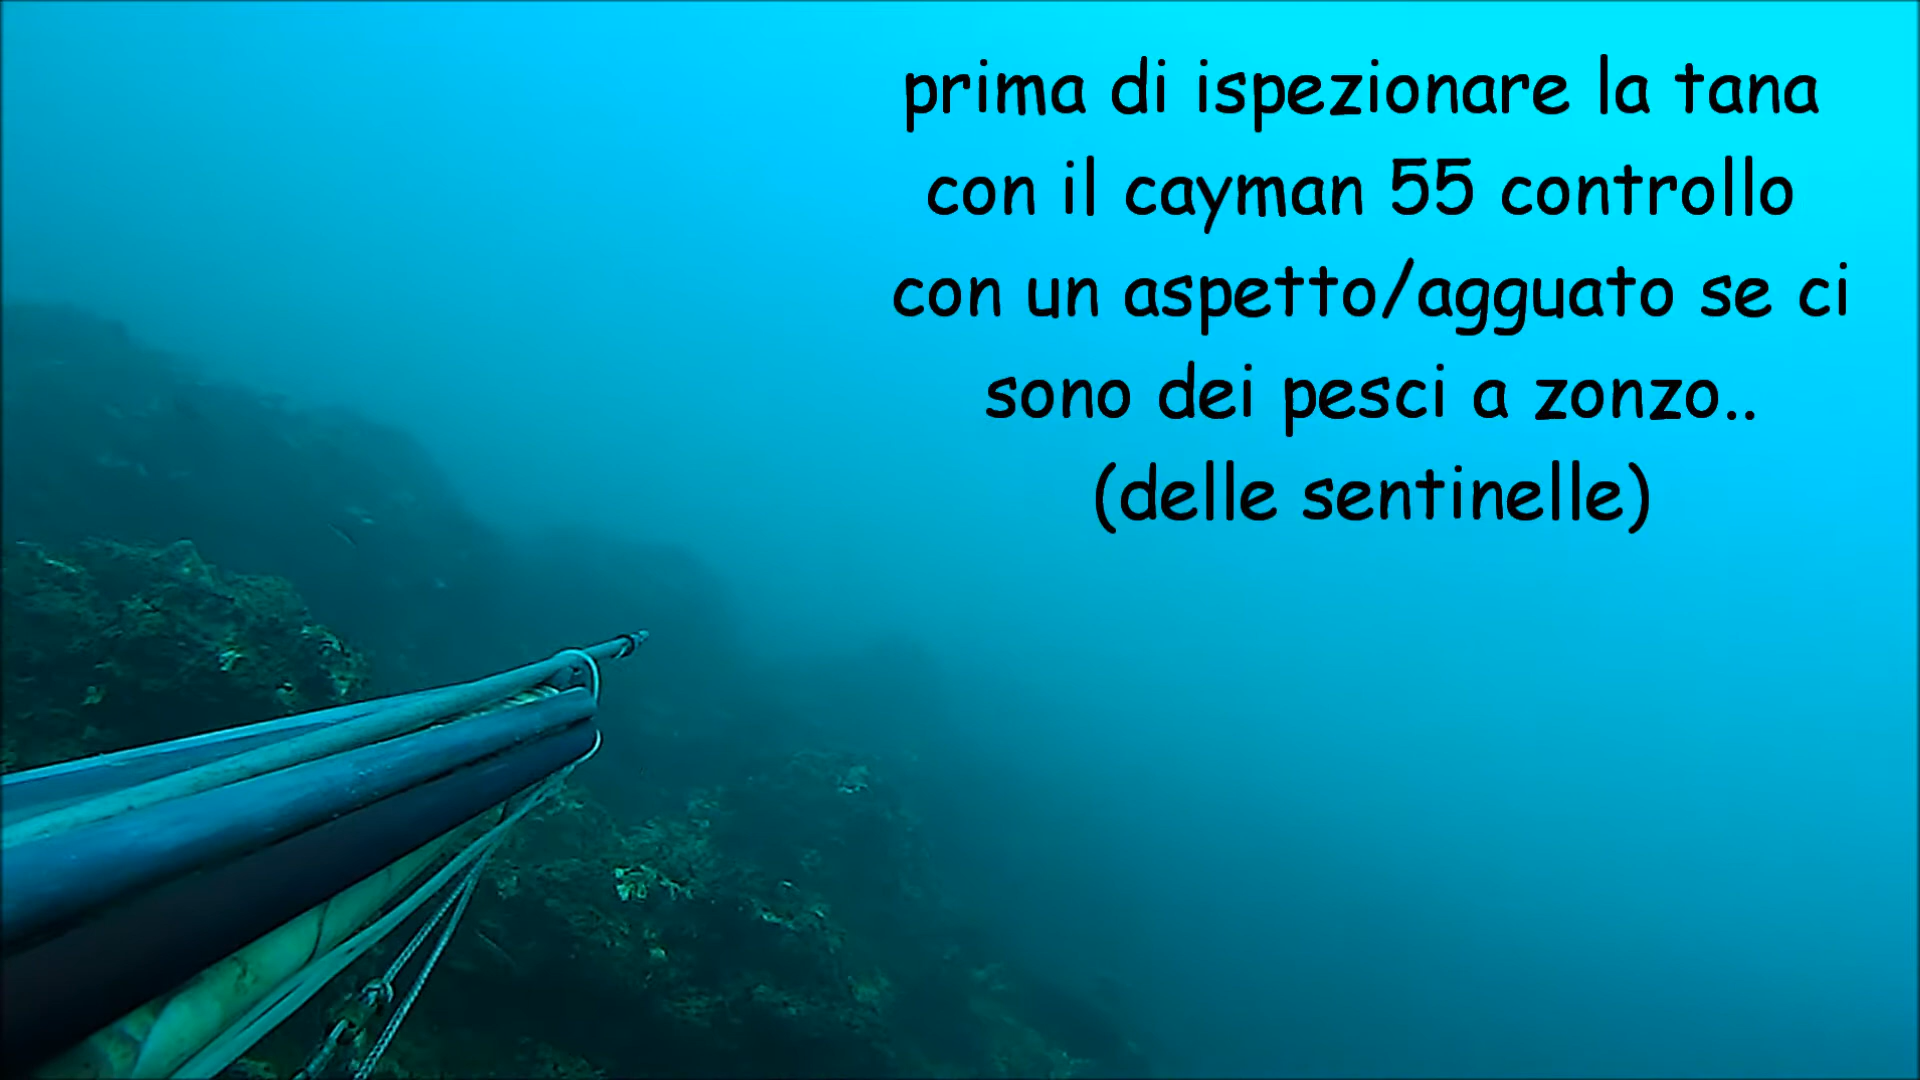 prima di ispezionare la tana
con il cayman 55 controllo
con un aspetto/agguato se ci
sono dei pesci a zonzo..
(delle sentinelle)